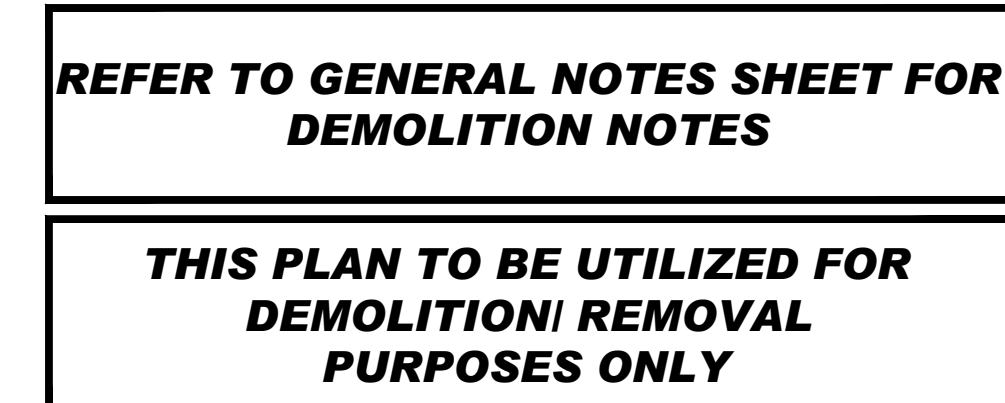 REFER TO GENERAL NOTES SHEET FOR
DEMOLITION NOTES
THIS PLAN TO BE UTILIZED FOR
DEMOLITION/ REMOVAL
PURPOSES ONLY